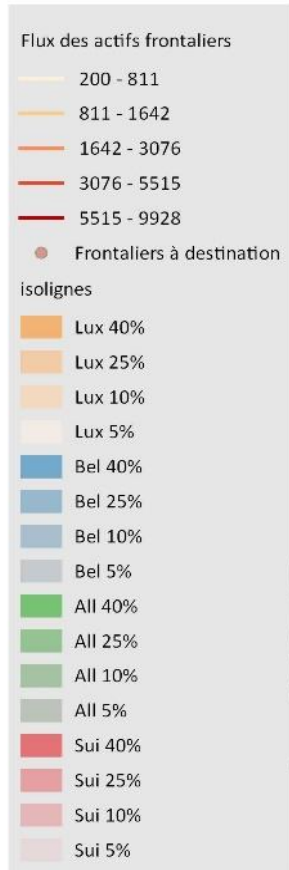 Flux des actifs frontaliers
200 - 811
811 - 1642
1642 - 3076
3076 - 5515
5515 - 9928
Frontaliers à destination
isolignes
Lux 40%
Lux 25%
Lux 10%
Lux 5%
Bel 40%
Bel 25%
Bel 10%
Bel 5%
All 40%
All 25%
All 10%
All 5%
Sui 40%
Sui 25%
Sui 10%
Sui 5%